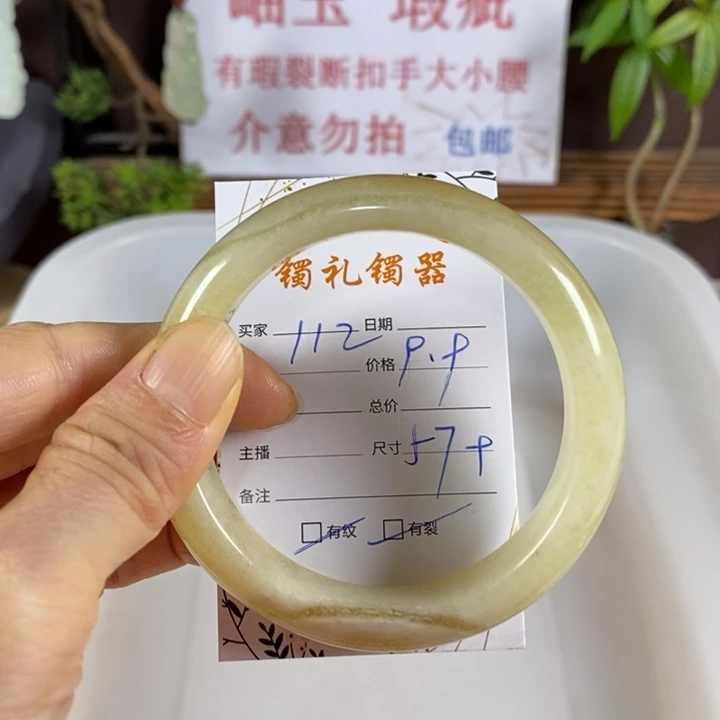 岫玉 瑕疵
有瑕裂断扣手大小腰
介意勿拍 包邮
镯礼镯器
买家 112 日期
价格 9.9
总价
主播 尺寸 579
备注
□有纹 □有裂